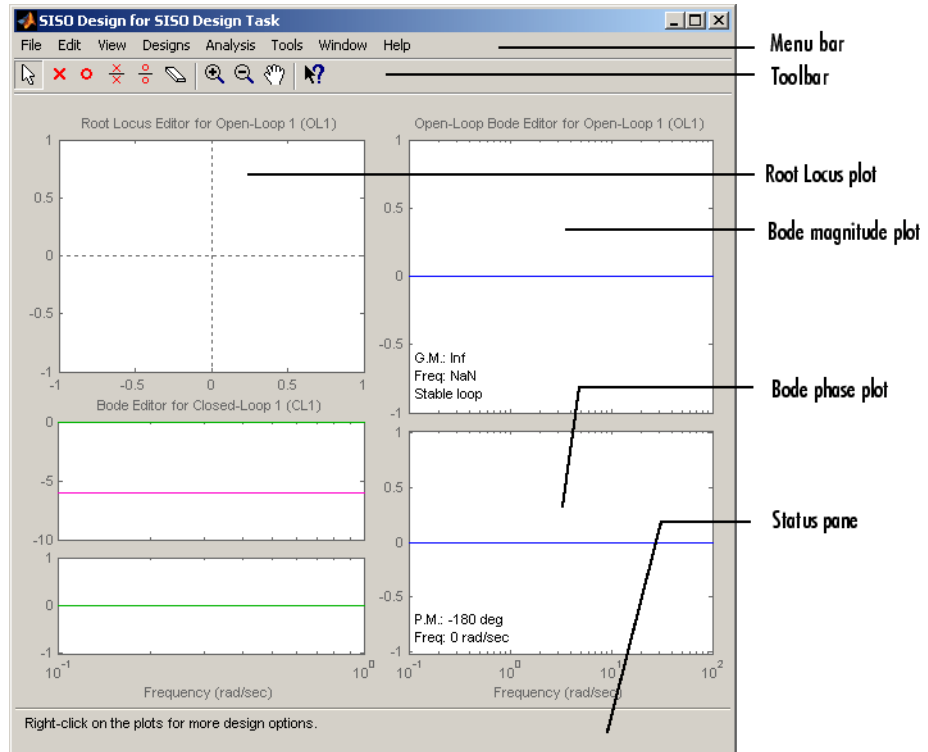 SISO Design for SISO Design Task
File Edit View Designs Analysis Tools Window Help
Menu bar
Toolbar
Root Locus Editor for Open-Loop 1 (OL1)
1
0.5
0
-0.5
-1
-1 -0.5 0 0.5 1
Open-Loop Bode Editor for Open-Loop 1 (OL1)
1
0.5
0
-0.5
-1
G.M.: Inf
Freq: NaN
Stable loop
Root Locus plot
Bode magnitude plot
Bode phase plot
Status pane
Bode Editor for Closed-Loop 1 (CL1)
0
-5
-10
1
0
-1
10^-1 10^0
Frequency (rad/sec)
1
0.5
0
-0.5
-1
P.M.: -180 deg
Freq: 0 rad/sec
10^-1 10^0 10^1 10^2
Frequency (rad/sec)
Right-click on the plots for more design options.